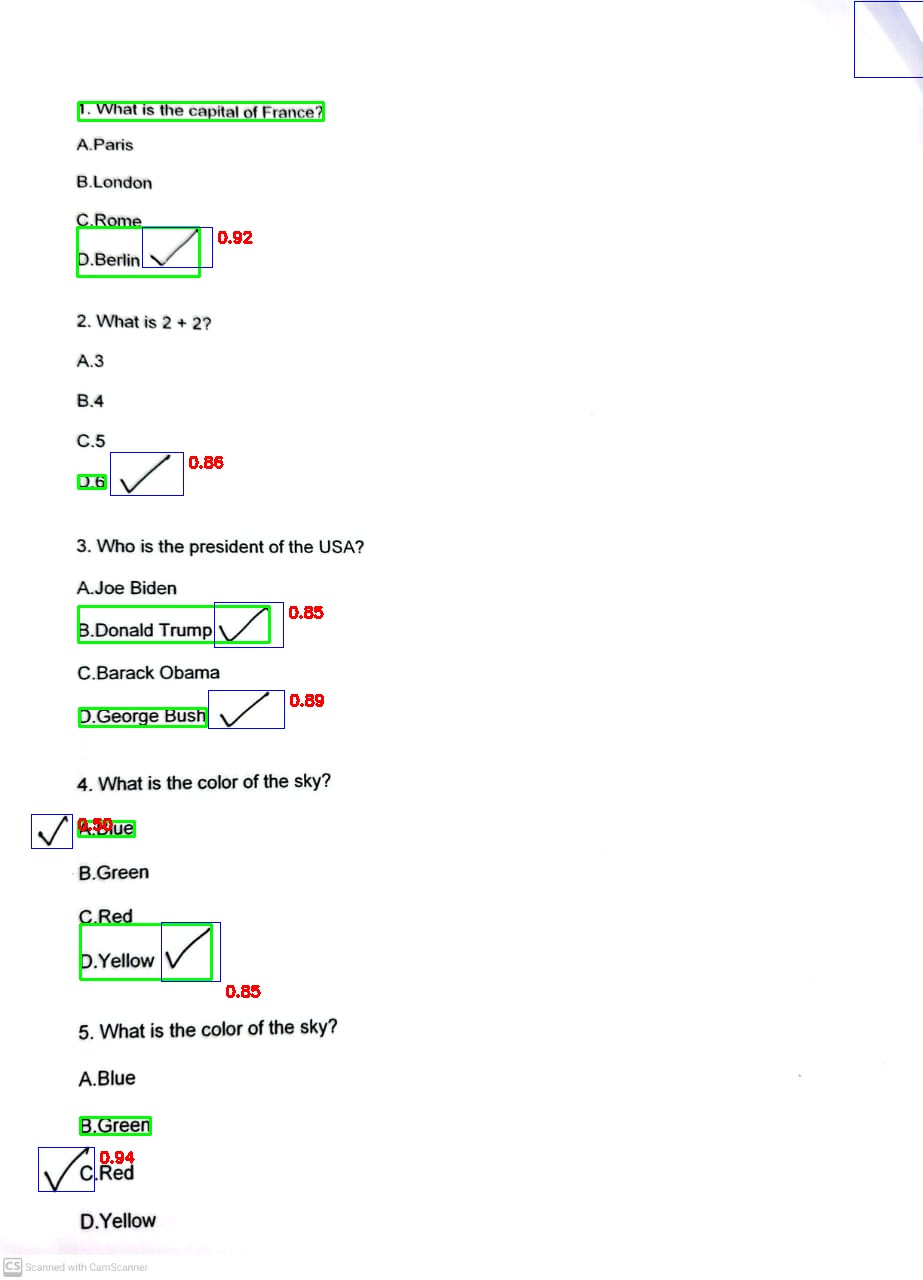 1. What is the capital of France?
A.Paris
B.London
C.Rome
D.Berlin 0.92
2. What is 2 + 2?
A.3
B.4
C.5
D.6 0.86
3. Who is the president of the USA?
A.Joe Biden
B.Donald Trump 0.85
C.Barack Obama
D.George Bush 0.89
4. What is the color of the sky?
A.Blue 0.50
B.Green
C.Red
D.Yellow
0.85
5. What is the color of the sky?
A.Blue
B.Green
0.94
C.Red
D.Yellow
CS Scanned with CamScanner